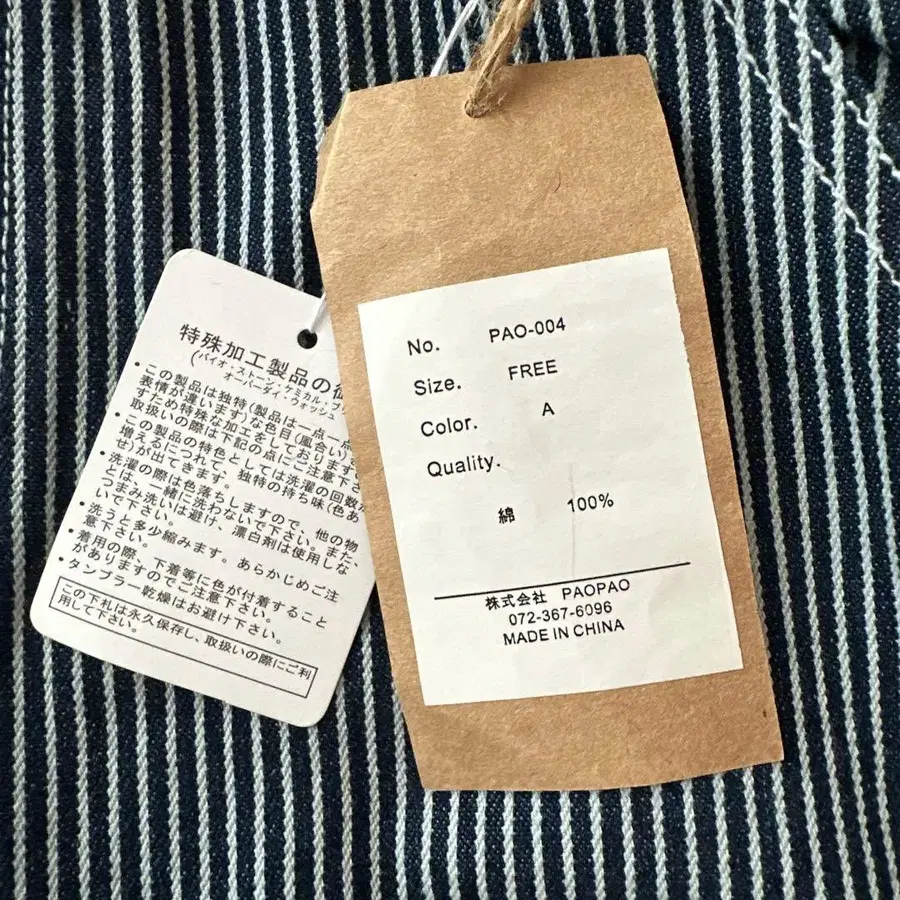 特殊加工製品の
(バイオ・ストーン・ケミカル・ブ
オーバーダイ・ウォッシュ
・この製品は独特(製品は一点一点
表情が違います)な色目(風合い)
すため特殊な加工をしております
取扱いの際は下記の点にご注意下
・この製品の特色としては洗濯の回数が
増えるにつれて、独特の持ち味(色あ
せ)が出てきます。
・洗濯の際は色落ちしますので、他の物
とは、一緒に洗わないで下さい。また、
つまみ洗いは避け、漂白剤は使用しな
いで下さい。
・洗うと多少縮みます。あらかじめご注
意下さい。
・着用の際、下着等に色が付着すること
がありますのでご注意下さい。
・タンブラー乾燥はお避け下さい。
この下札は永久保存し、取扱いの際にご利
用して下さい。
No. PAO-004
Size. FREE
Color. A
Quality.
綿 100%
株式会社 PAOPAO
072-367-6096
MADE IN CHINA